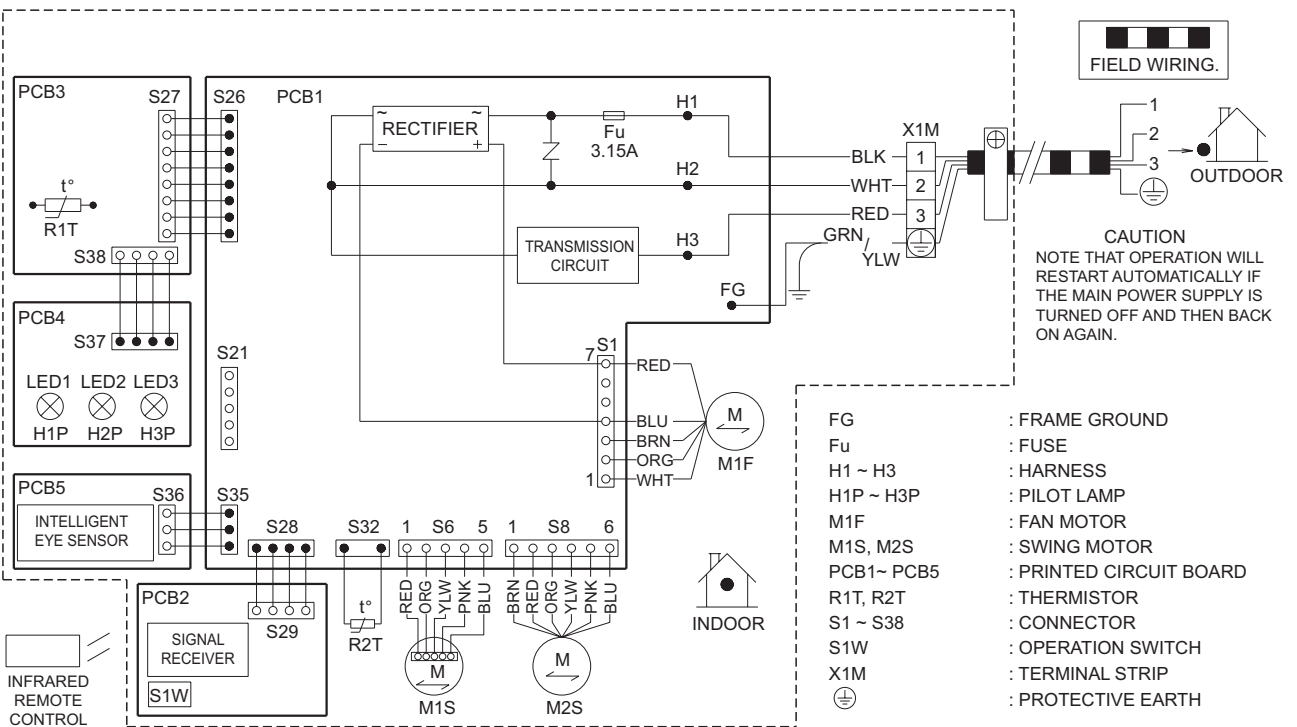 PCB3
S27
S26
PCB1
RECTIFIER
~
~
−
+
Fu
3.15A
H1
H2
H3
TRANSMISSION
CIRCUIT
FG
t°
R1T
S38
PCB4
S37
LED1 LED2 LED3
H1P H2P H3P
S21
PCB5
S36
S35
INTELLIGENT
EYE SENSOR
S28
S32
1 S6 5
1 S8 6
7
S1
1
RED
BLU
BRN
ORG
WHT
M
M1F
PCB2
S29
SIGNAL
RECEIVER
S1W
t°
R2T
RED
ORG
YLW
PNK
BLU
M
M1S
BRN
RED
ORG
YLW
PNK
BLU
M
M2S
INFRARED
REMOTE
CONTROL
INDOOR
X1M
BLK 1
WHT 2
RED 3
GRN/
YLW
FIELD WIRING.
1
2
3
OUTDOOR
CAUTION
NOTE THAT OPERATION WILL
RESTART AUTOMATICALLY IF
THE MAIN POWER SUPPLY IS
TURNED OFF AND THEN BACK
ON AGAIN.
FG : FRAME GROUND
Fu : FUSE
H1 ~ H3 : HARNESS
H1P ~ H3P : PILOT LAMP
M1F : FAN MOTOR
M1S, M2S : SWING MOTOR
PCB1~ PCB5 : PRINTED CIRCUIT BOARD
R1T, R2T : THERMISTOR
S1 ~ S38 : CONNECTOR
S1W : OPERATION SWITCH
X1M : TERMINAL STRIP
: PROTECTIVE EARTH